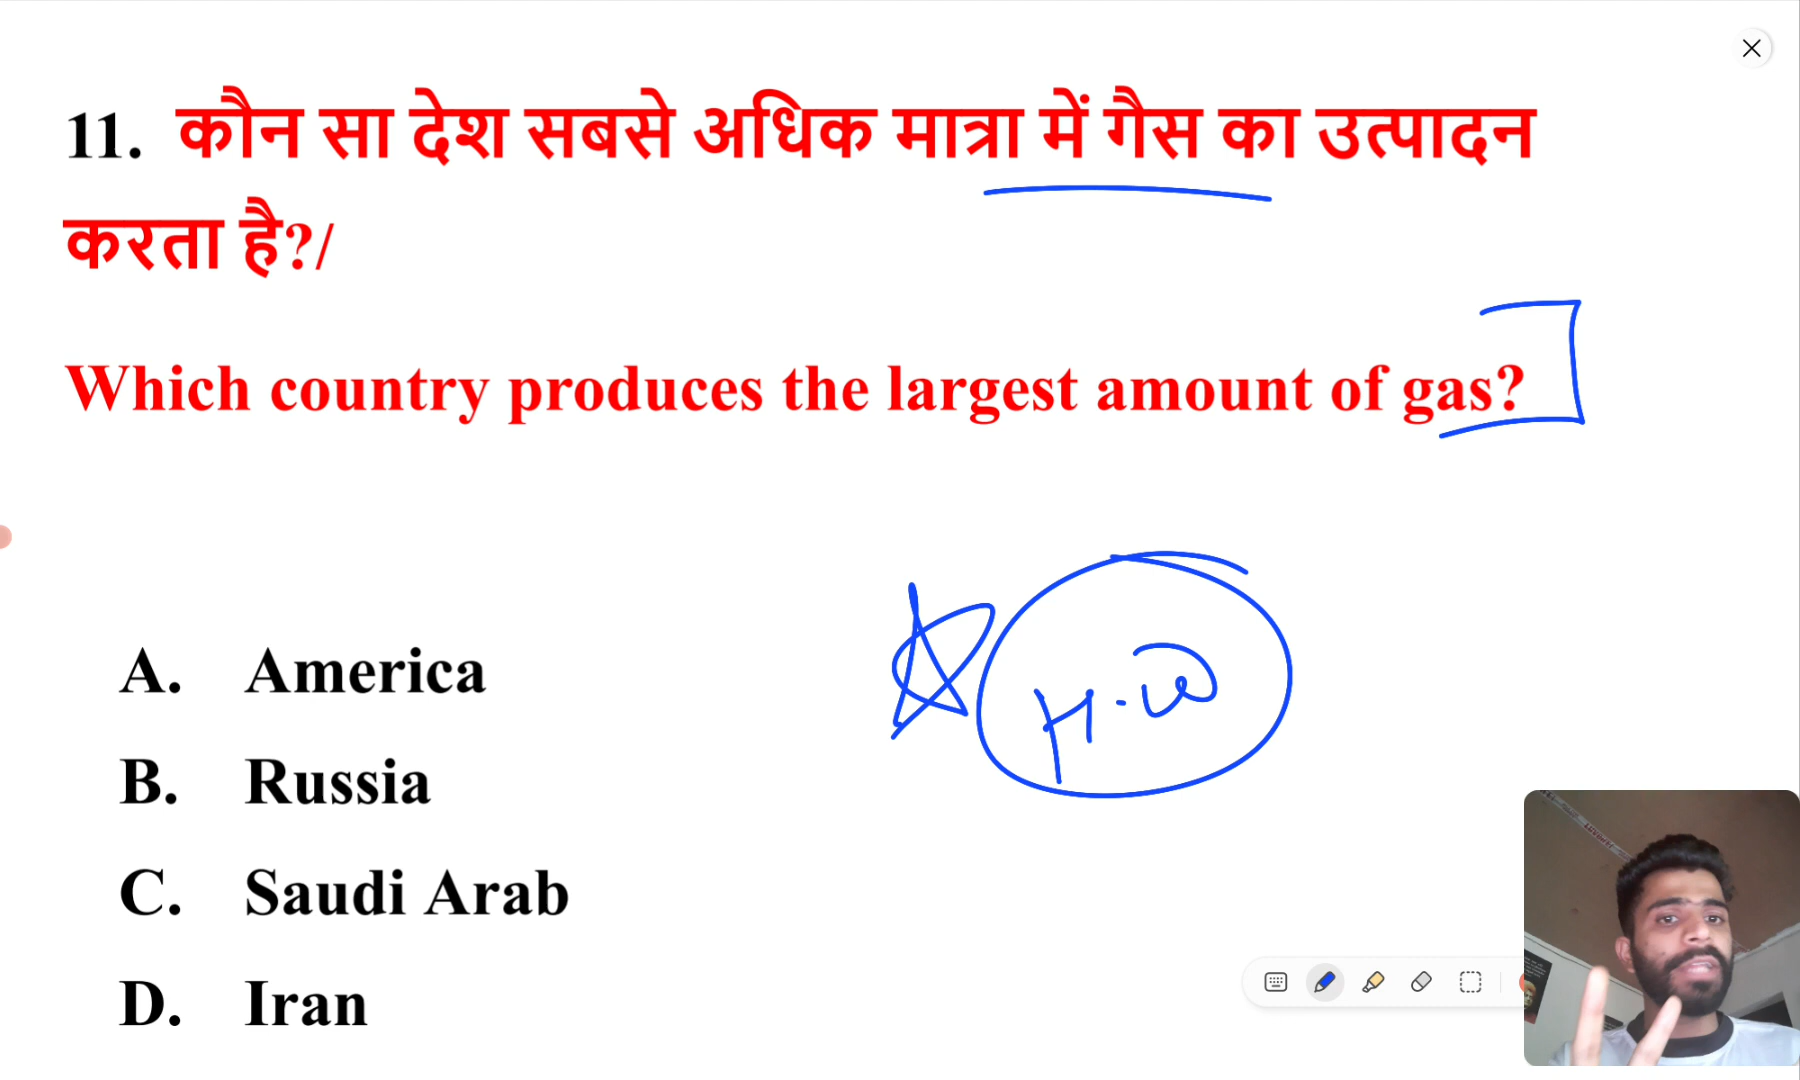 11. कौन सा देश सबसे अधिक मात्रा में गैस का उत्पादन
करता है?/
Which country produces the largest amount of gas?
H.W
A. America
B. Russia
C. Saudi Arab
D. Iran